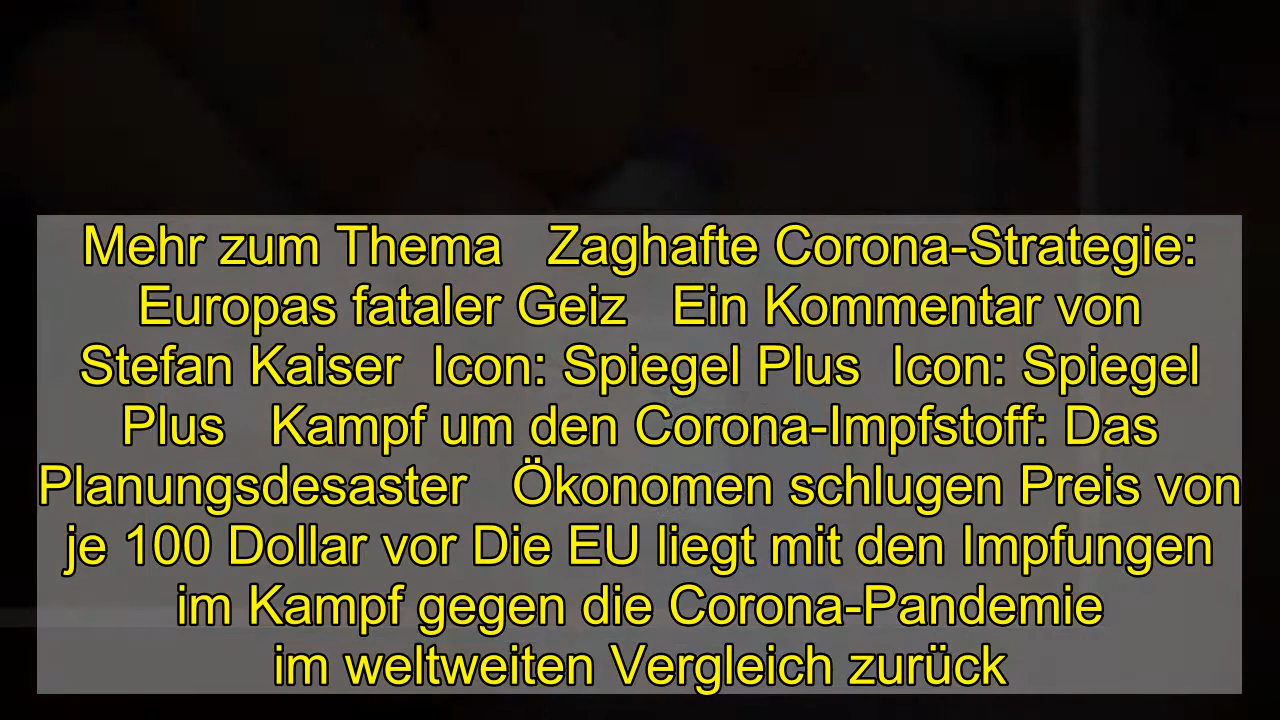 Mehr zum Thema   Zaghafte Corona-Strategie:
Europas fataler Geiz   Ein Kommentar von
Stefan Kaiser  Icon: Spiegel Plus  Icon: Spiegel
Plus   Kampf um den Corona-Impfstoff: Das
Planungsdesaster   Ökonomen schlugen Preis von
je 100 Dollar vor Die EU liegt mit den Impfungen
im Kampf gegen die Corona-Pandemie
im weltweiten Vergleich zurück